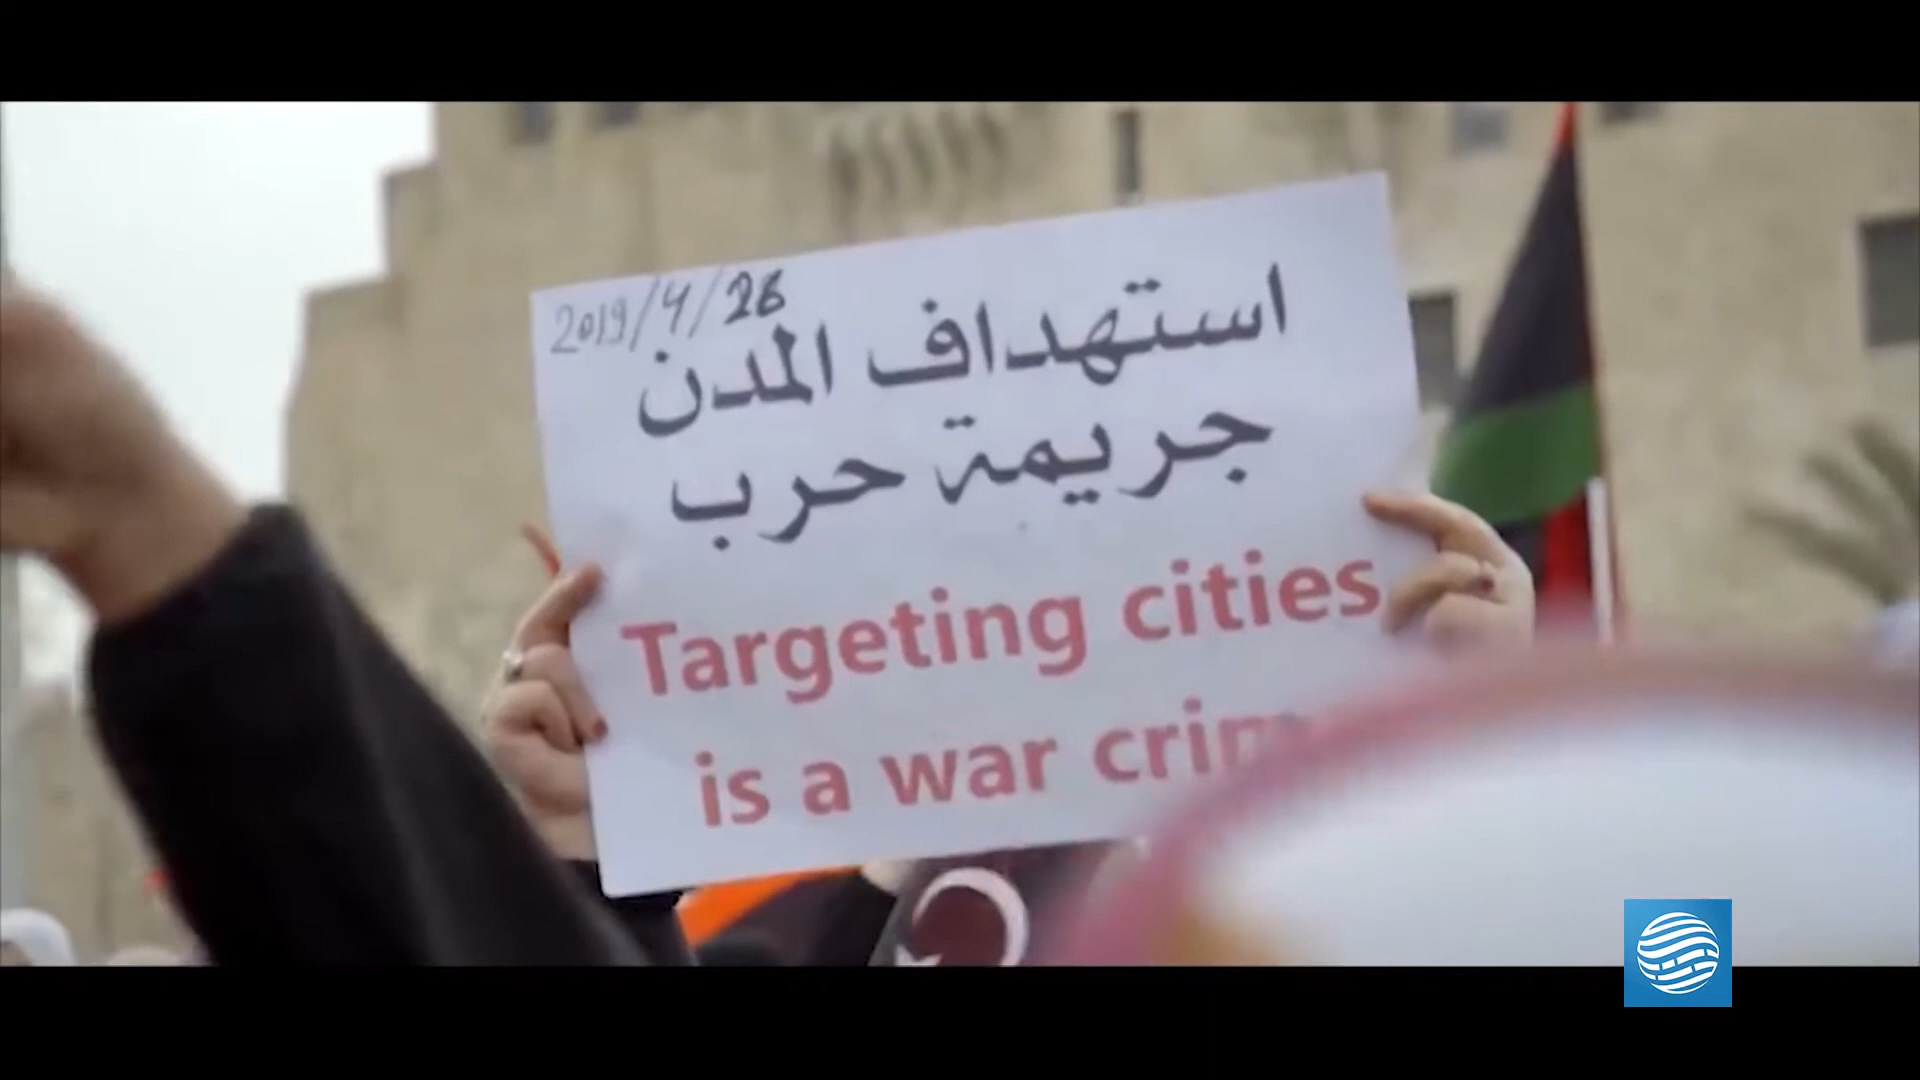 2019/4/26
استهداف المدن
جريمة حرب
Targeting cities
is a war